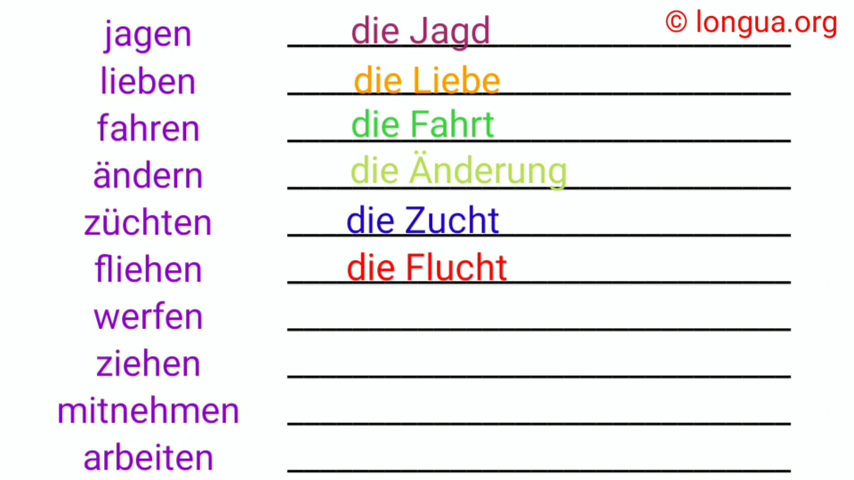 © longua.org
jagen die Jagd
lieben die Liebe
fahren die Fahrt
ändern die Änderung
züchten die Zucht
fliehen die Flucht
werfen
ziehen
mitnehmen
arbeiten